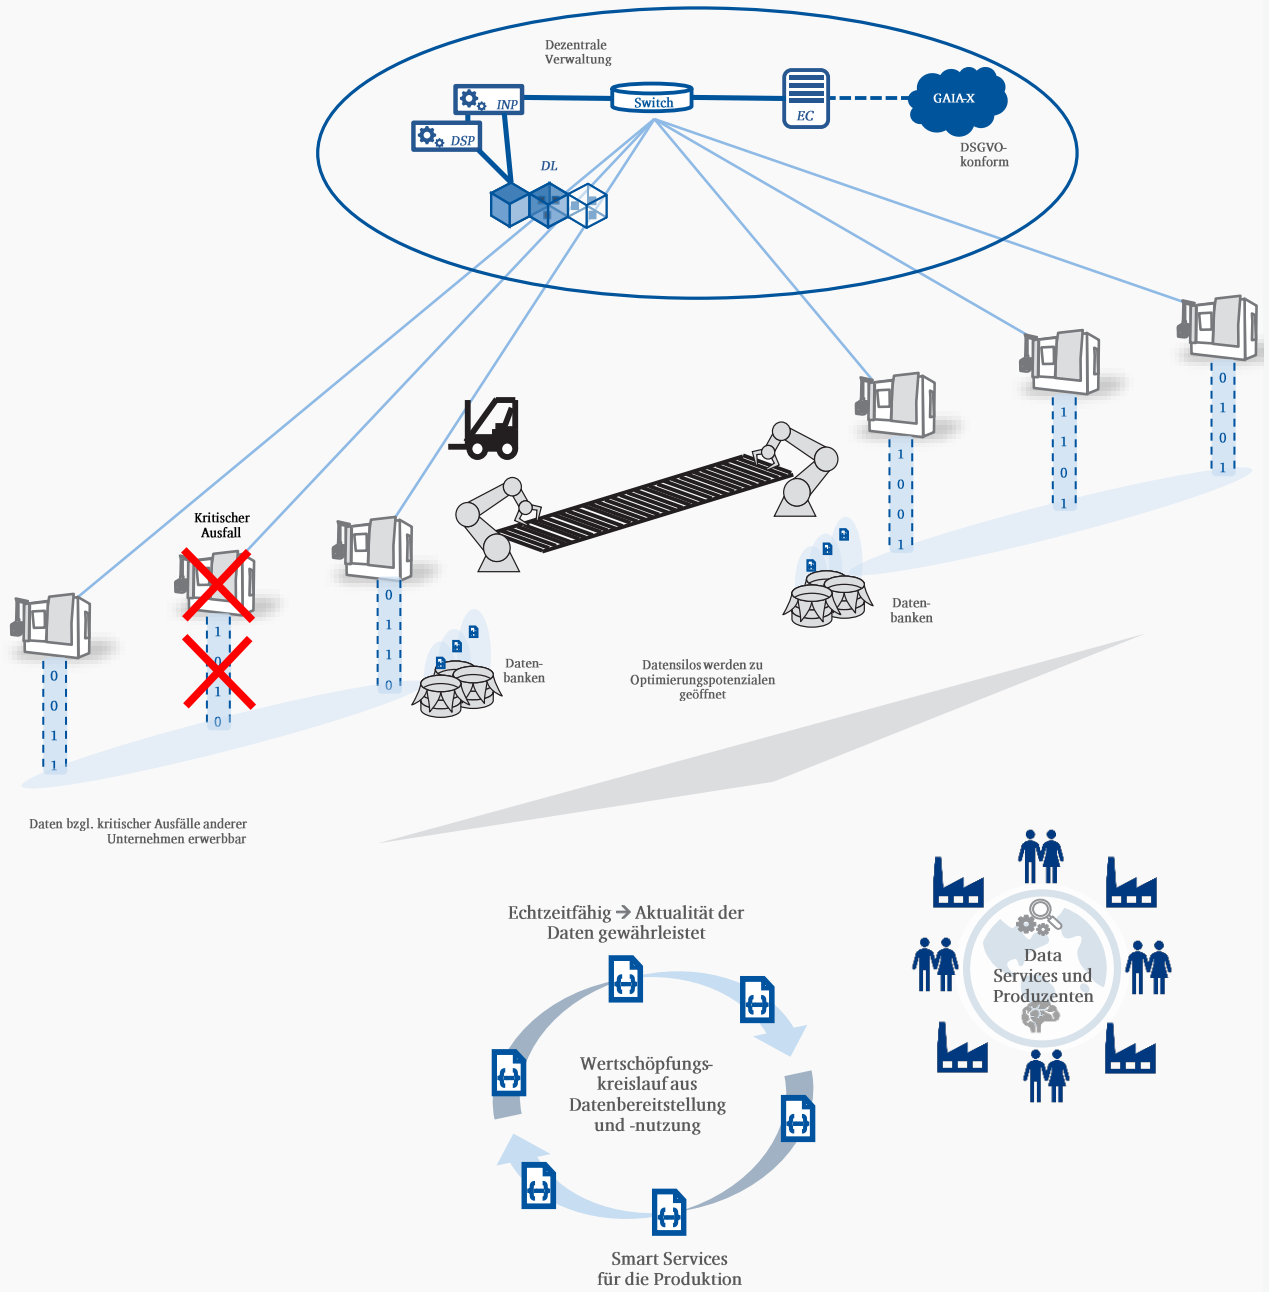 Dezentrale
Verwaltung
INP
Switch
EC
GAIA-X
DSP
DSGVO-
konform
DL
0
1
0
1
1
1
0
1
1
0
0
1
Kritischer
Ausfall
0
1
1
0
1
0
1
0
0
0
1
1
Daten-
banken
Daten-
banken
Datensilos werden zu
Optimierungspotenzialen
geöffnet
Daten bzgl. kritischer Ausfälle anderer
Unternehmen erwerbbar
Echtzeitfähig → Aktualität der
Daten gewährleistet
Data
Services und
Produzenten
Wertschöpfungs-
kreislauf aus
Datenbereitstellung
und -nutzung
Smart Services
für die Produktion